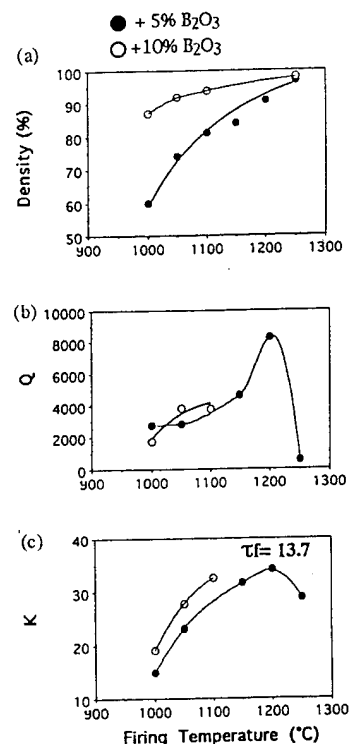 ● + 5% B2O3
○ +10% B2O3
(a)
100
90
80
70
60
50
Density (%)
900 1000 1100 1200 1300
(b)
10000
8000
6000
4000
2000
0
Q
900 1000 1100 1200 1300
(c)
τf= 13.7
40
30
20
10
K
900 1000 1100 1200 1300
Firing Temperature (°C)